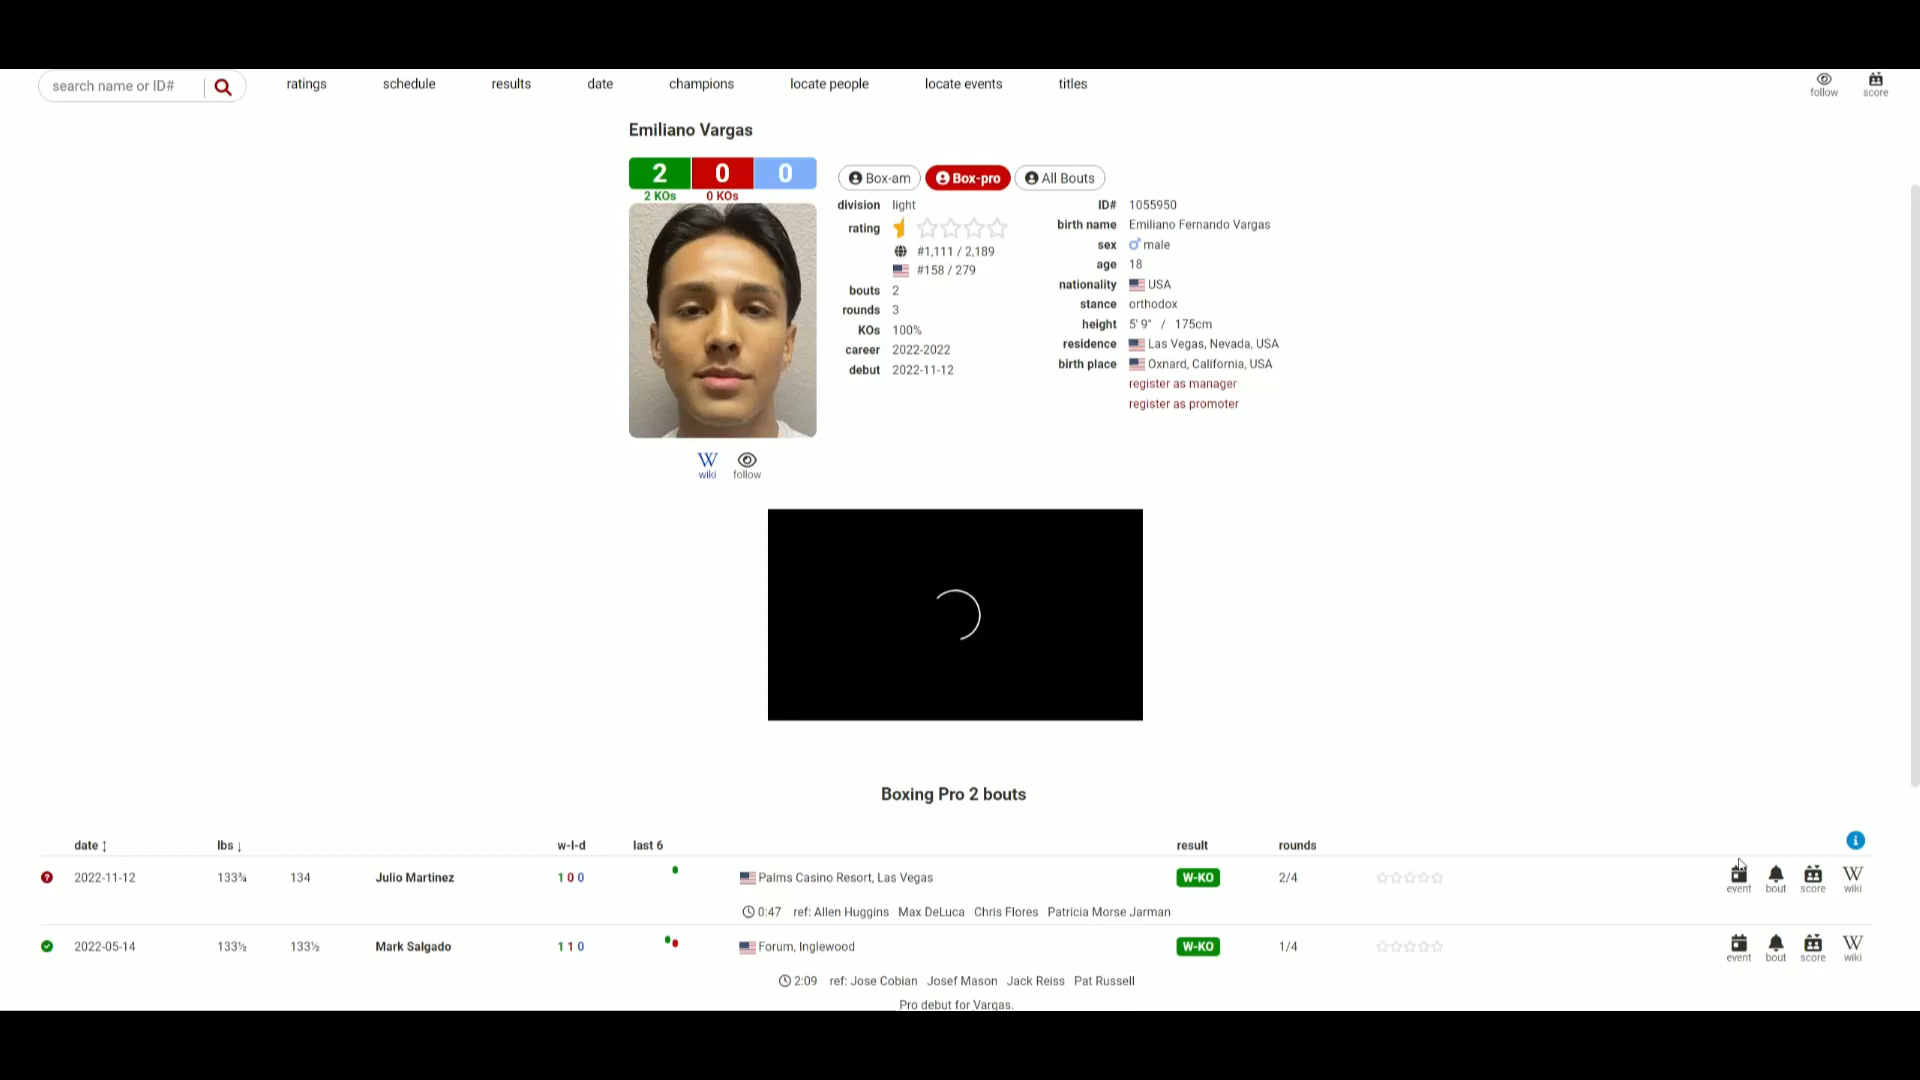 search name or ID#
ratings schedule results date champions locate people locate events titles
follow score
Emiliano Vargas
2 0 0
2 KOs 0 KOs
Box-am Box-pro All Bouts
division light
rating
#1,111 / 2,189
#158 / 279
bouts 2
rounds 3
KOs 100%
career 2022-2022
debut 2022-11-12
ID# 1055950
birth name Emiliano Fernando Vargas
sex male
age 18
nationality USA
stance orthodox
height 5' 9" / 175cm
residence Las Vegas, Nevada, USA
birth place Oxnard, California, USA
register as manager
register as promoter
W
wiki follow
Boxing Pro 2 bouts
date lbs w-l-d last 6 result rounds i
? 2022-11-12 133¾ 134 Julio Martinez 1 0 0 Palms Casino Resort, Las Vegas W-KO 2/4 W
event bout score wiki
0:47 ref: Allen Huggins Max DeLuca Chris Flores Patricia Morse Jarman
2022-05-14 133½ 133½ Mark Salgado 1 1 0 Forum, Inglewood W-KO 1/4 W
event bout score wiki
2:09 ref: Jose Cobian Josef Mason Jack Reiss Pat Russell
Pro debut for Vargas.